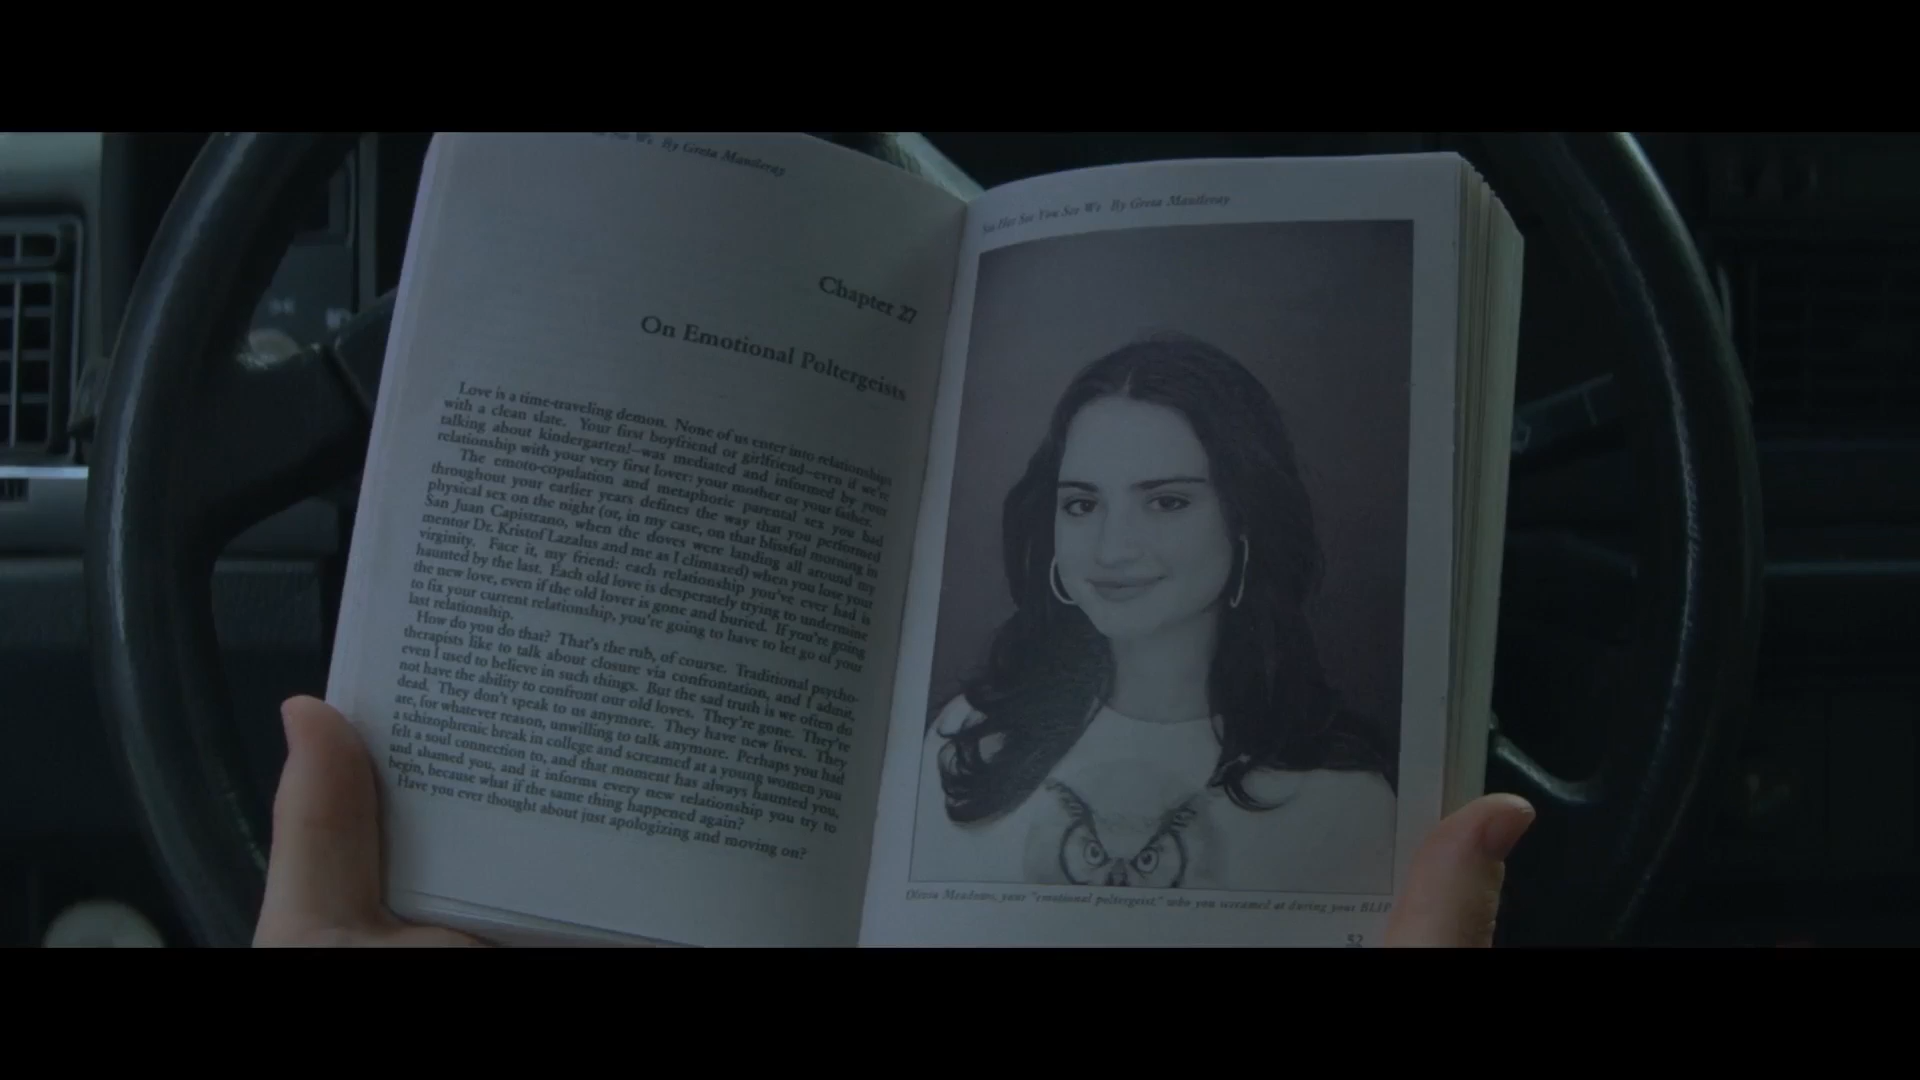 We By Greta Mantleray
Chapter 27
On Emotional Poltergeists
Love is a time-traveling demon. None of us enter into relationships
with a clean slate. Your first boyfriend or girlfriend—even if we're
talking about kindergarten!—was mediated and informed by your
relationship with your very first lover: your mother or your father.
The emoto-copulation and metaphoric parental sex you had
throughout your earlier years defines the way that you performed
physical sex on the night (or, in my case, on that blissful morning in
San Juan Capistrano, when the doves were landing all around my
mentor Dr. Kristof Lazalus and me as I climaxed) when you lose your
virginity. Face it, my friend: each relationship you've ever had is
haunted by the last. Each old love is desperately trying to undermine
the new love, even if the old lover is gone and buried. If you're going
to fix your current relationship, you're going to have to let go of your
last relationship.
How do you do that? That's the rub, of course. Traditional psycho-
therapists like to talk about closure via confrontation, and I admit,
even I used to believe in such things. But the sad truth is we often do
not have the ability to confront our old loves. They're gone. They're
dead. They don't speak to us anymore. They have new lives. They
are, for whatever reason, unwilling to talk anymore. Perhaps you had
a schizophrenic break in college and screamed at a young women you
felt a soul connection to, and that moment has always haunted you,
and shamed you, and it informs every new relationship you try to
begin, because what if the same thing happened again?
Have you ever thought about just apologizing and moving on?
See Her See You See We By Greta Mantleray
Olivia Meadows, your "emotional poltergeist," who you screamed at during your BLIP
52